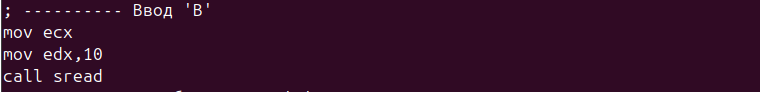 ; ---------- Ввод 'B'
mov ecx
mov edx,10
call sread